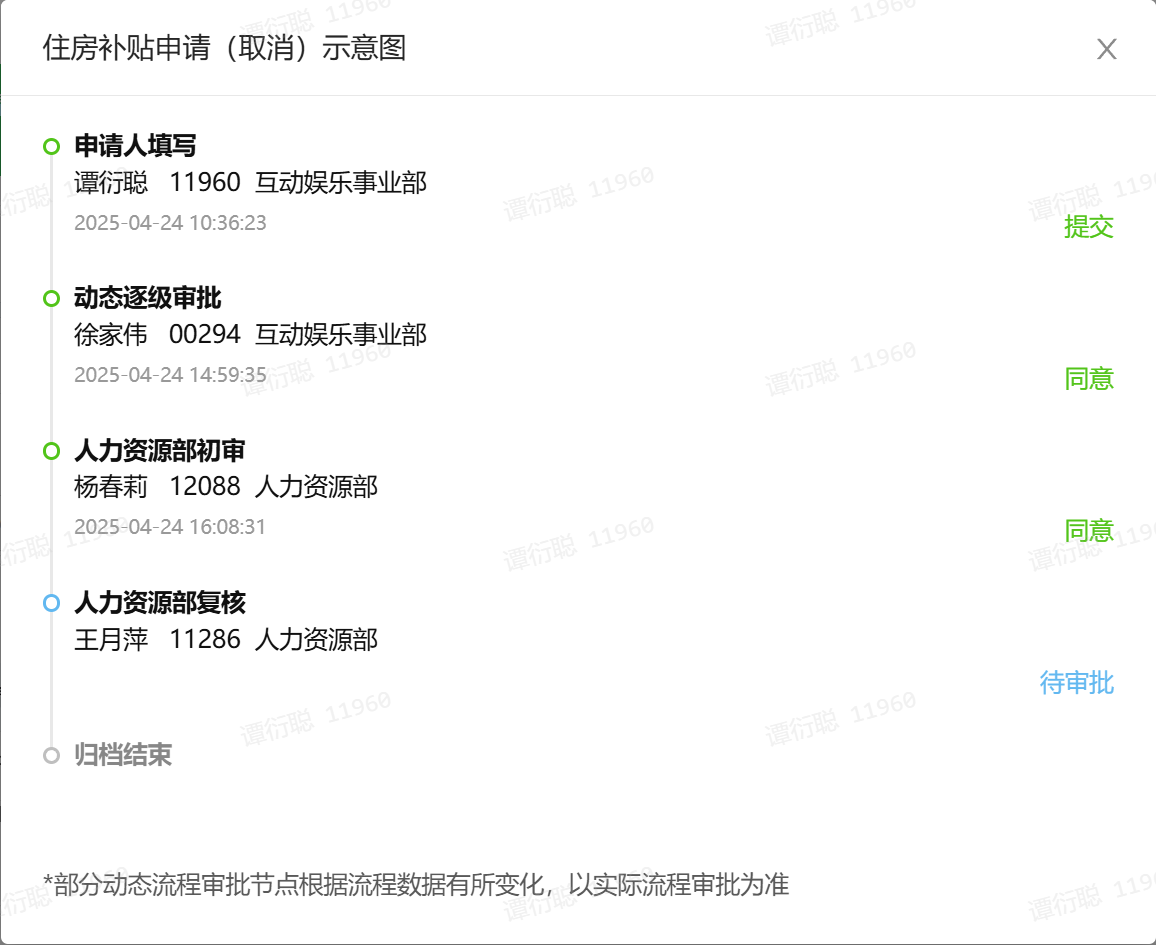 住房补贴申请（取消）示意图
申请人填写
谭衍聪 11960 互动娱乐事业部
2025-04-24 10:36:23
提交
动态逐级审批
徐家伟 00294 互动娱乐事业部
2025-04-24 14:59:35
同意
人力资源部初审
杨春莉 12088 人力资源部
2025-04-24 16:08:31
同意
人力资源部复核
王月萍 11286 人力资源部
待审批
归档结束
*部分动态流程审批节点根据流程数据有所变化，以实际流程审批为准
谭衍聪 11960